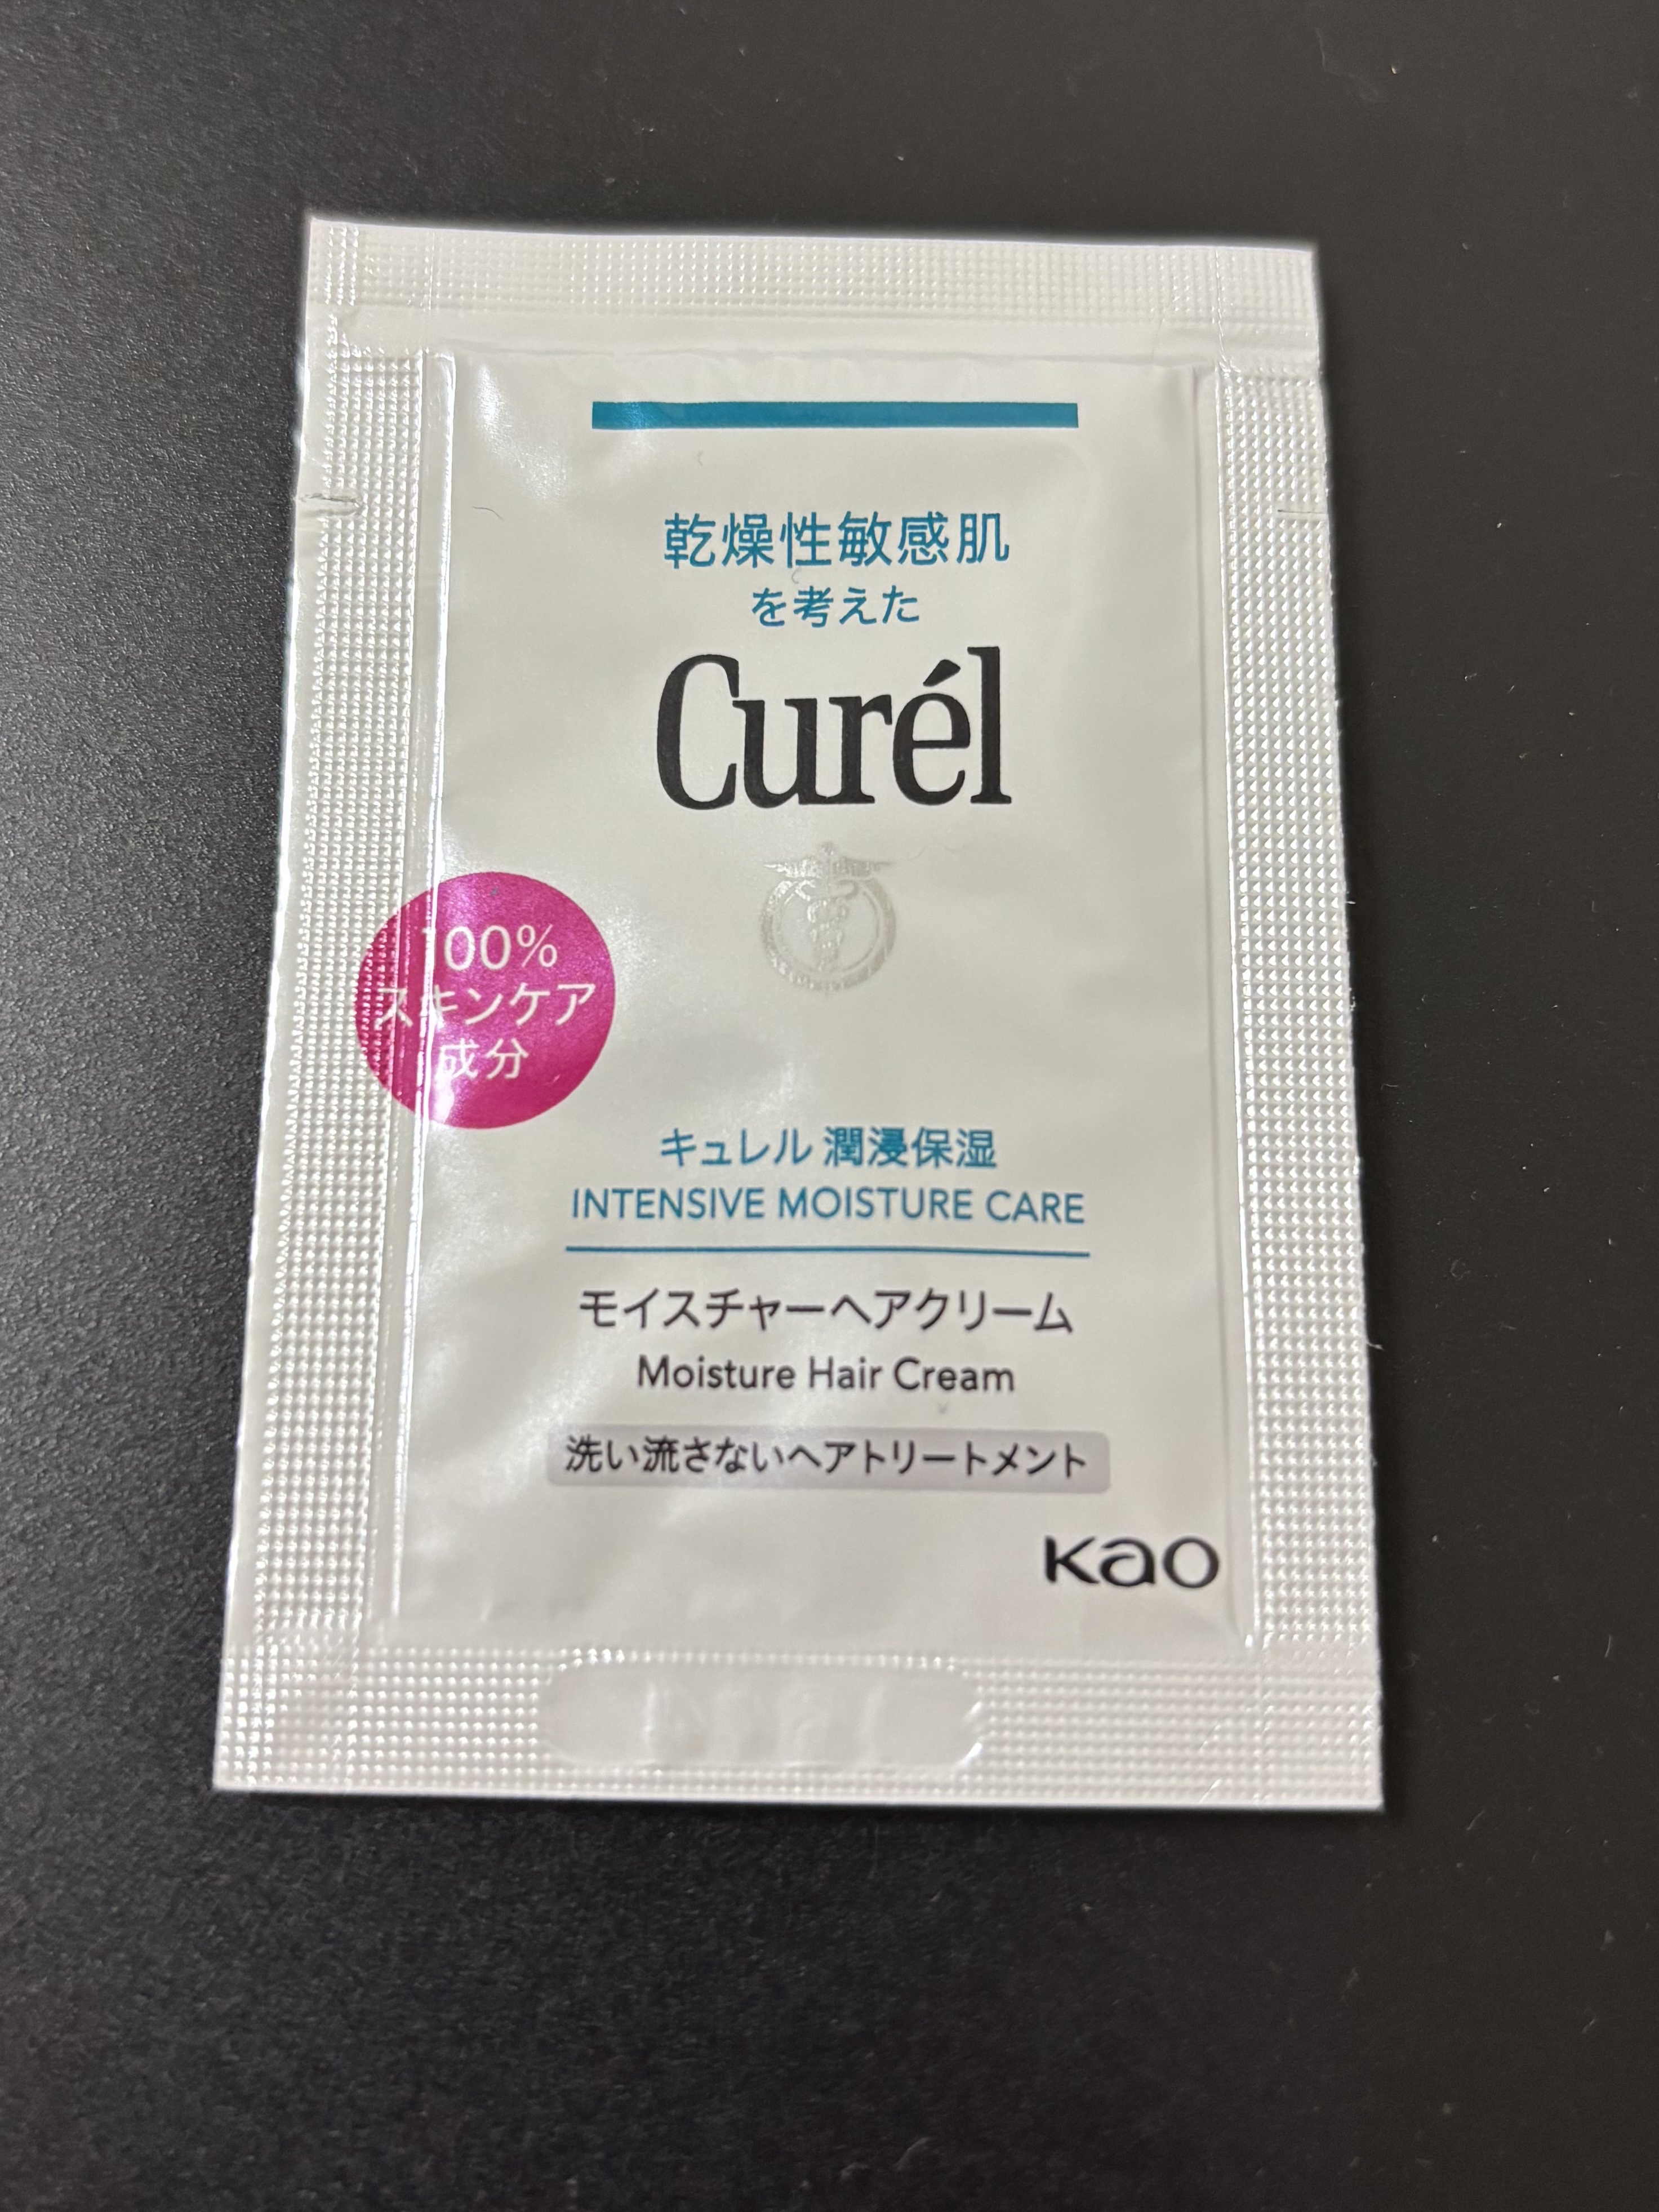 乾燥性敏感肌
を考えた
Curél
100%
スキンケア
成分
キュレル 潤浸保湿
INTENSIVE MOISTURE CARE
モイスチャーヘアクリーム
Moisture Hair Cream
洗い流さないヘアトリートメント
Kao